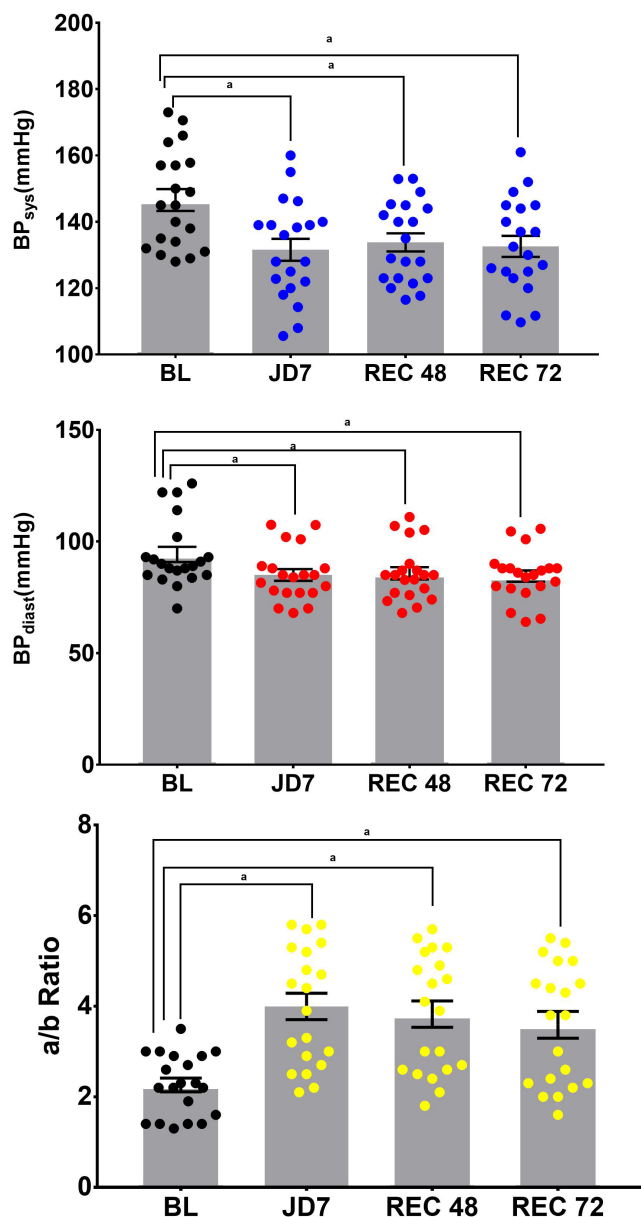 200
180
160
140
120
100
BPsys(mmHg)
a
a
a
BL JD7 REC 48 REC 72
150
100
50
0
BPdiast(mmHg)
a
a
a
BL JD7 REC 48 REC 72
8
6
4
2
0
a/b Ratio
a
a
a
BL JD7 REC 48 REC 72